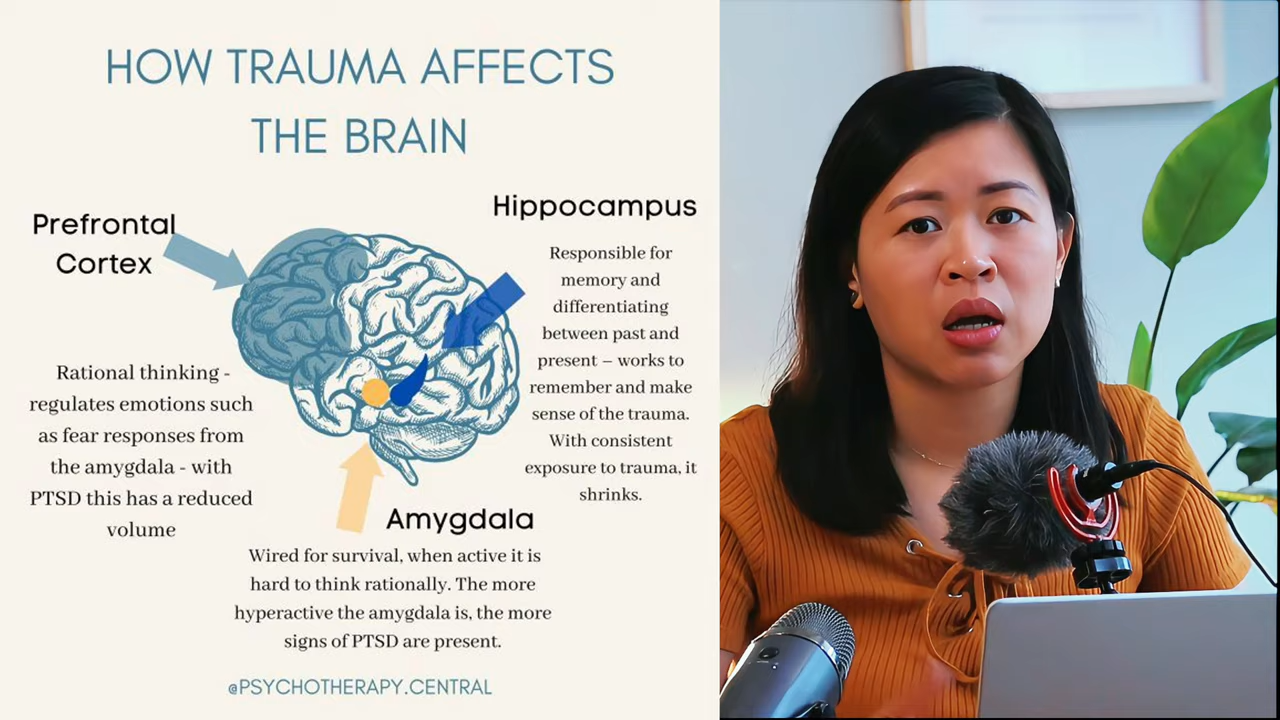 HOW TRAUMA AFFECTS
THE BRAIN
Prefrontal
Cortex
Rational thinking -
regulates emotions such
as fear responses from
the amygdala - with
PTSD this has a reduced
volume
Hippocampus
Responsible for
memory and
differentiating
between past and
present – works to
remember and make
sense of the trauma.
With consistent
exposure to trauma, it
shrinks.
Amygdala
Wired for survival, when active it is
hard to think rationally. The more
hyperactive the amygdala is, the more
signs of PTSD are present.
@PSYCHOTHERAPY.CENTRAL